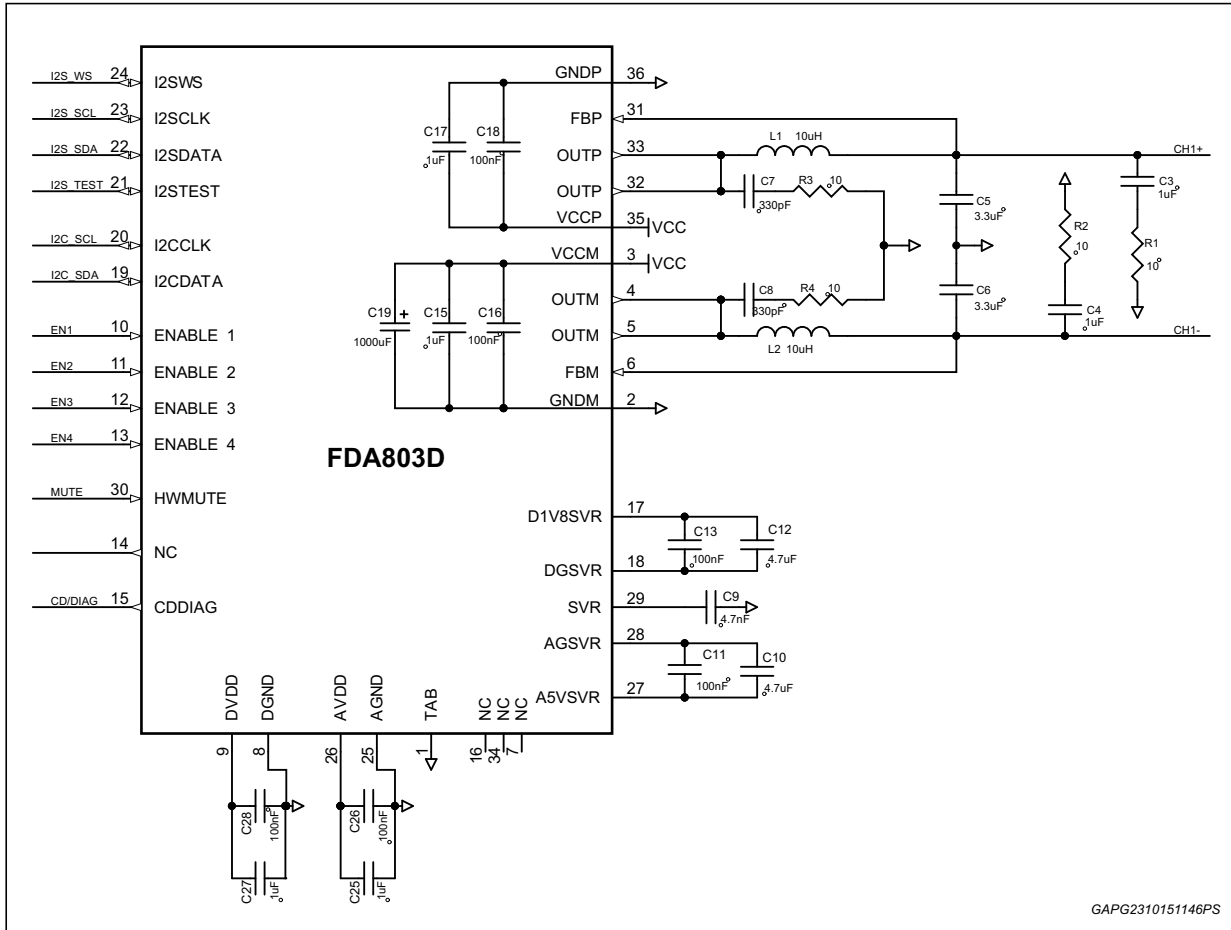 I2S_WS 24 I2SWS
I2S_SCL 23 I2SCLK
I2S_SDA 22 I2SDATA
I2S_TEST 21 I2STEST
I2C_SCL 20 I2CCLK
I2C_SDA 19 I2CDATA
EN1 10 ENABLE 1
EN2 11 ENABLE 2
EN3 12 ENABLE 3
EN4 13 ENABLE 4
MUTE 30 HWMUTE
14 NC
CD/DIAG 15 CDDIAG
FDA803D
GNDP 36
FBP 31
OUTP 33
OUTP 32
VCCP 35 VCC
VCCM 3 VCC
OUTM 4
OUTM 5
FBM 6
GNDM 2
C17 1uF
C18 100nF
C19 + 1000uF
C15 1uF
C16 100nF
L1 10uH
C7 330pF
R3 10
C8 330pF
R4 10
L2 10uH
C5 3.3uF
C6 3.3uF
R2 10
C4 1uF
C3 1uF
R1 10
CH1+
CH1-
D1V8SVR 17
DGSVR 18
SVR 29
AGSVR 28
A5VSVR 27
C13 100nF
C12 4.7uF
C9 4.7nF
C11 100nF
C10 4.7uF
DVDD 9
DGND 8
AVDD 26
AGND 25
TAB 1
NC 16
NC 34
NC 7
C28 100nF
C27 1uF
C26 100nF
C25 1uF
GAPG2310151146PS